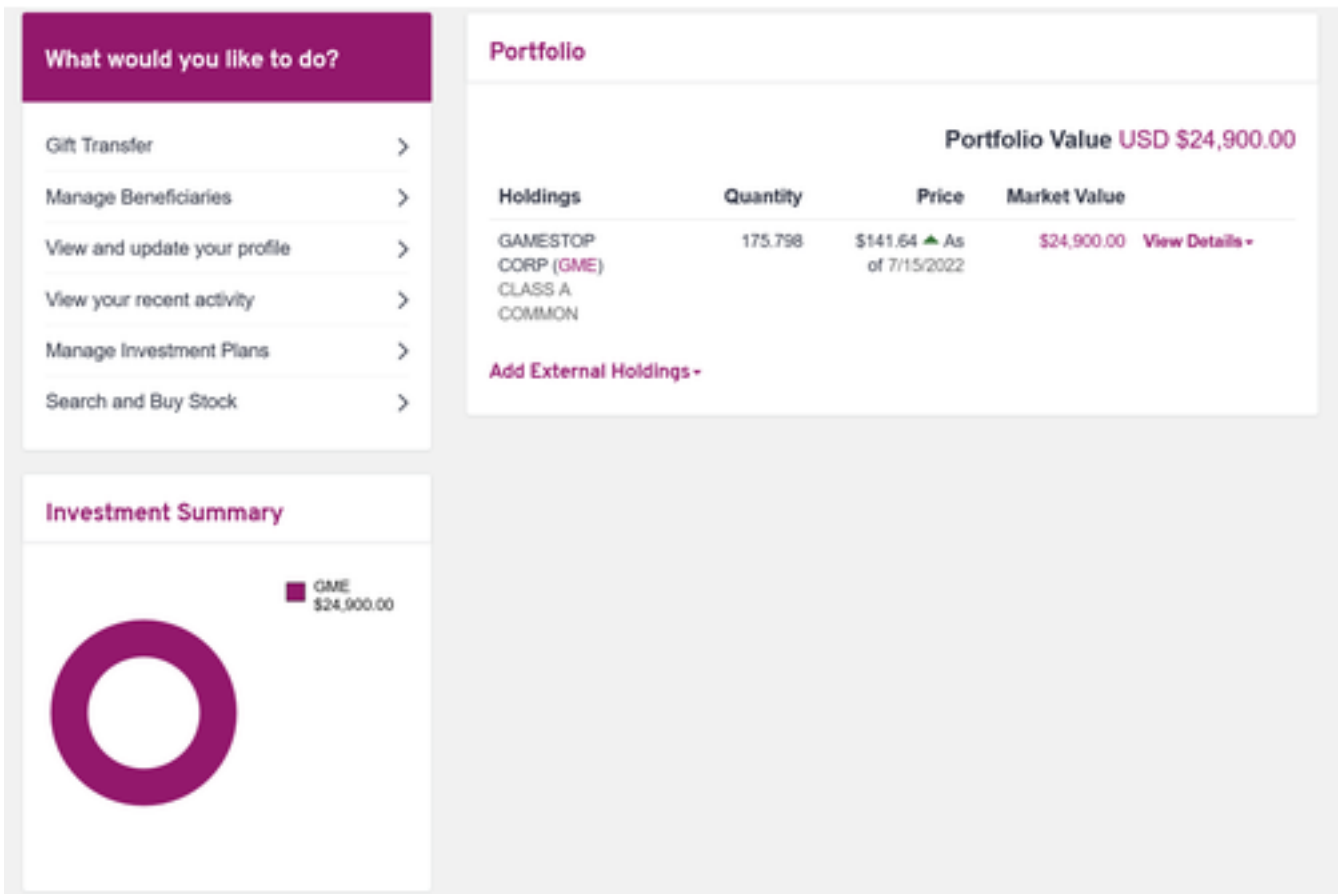 What would you like to do?
Gift Transfer
Manage Beneficiaries
View and update your profile
View your recent activity
Manage Investment Plans
Search and Buy Stock
Investment Summary
GME
$24,900.00
Portfolio
Portfolio Value USD $24,900.00
Holdings Quantity Price Market Value
GAMESTOP 175.798 $141.64 ▲ As $24,900.00 View Details
CORP (GME) of 7/15/2022
CLASS A
COMMON
Add External Holdings